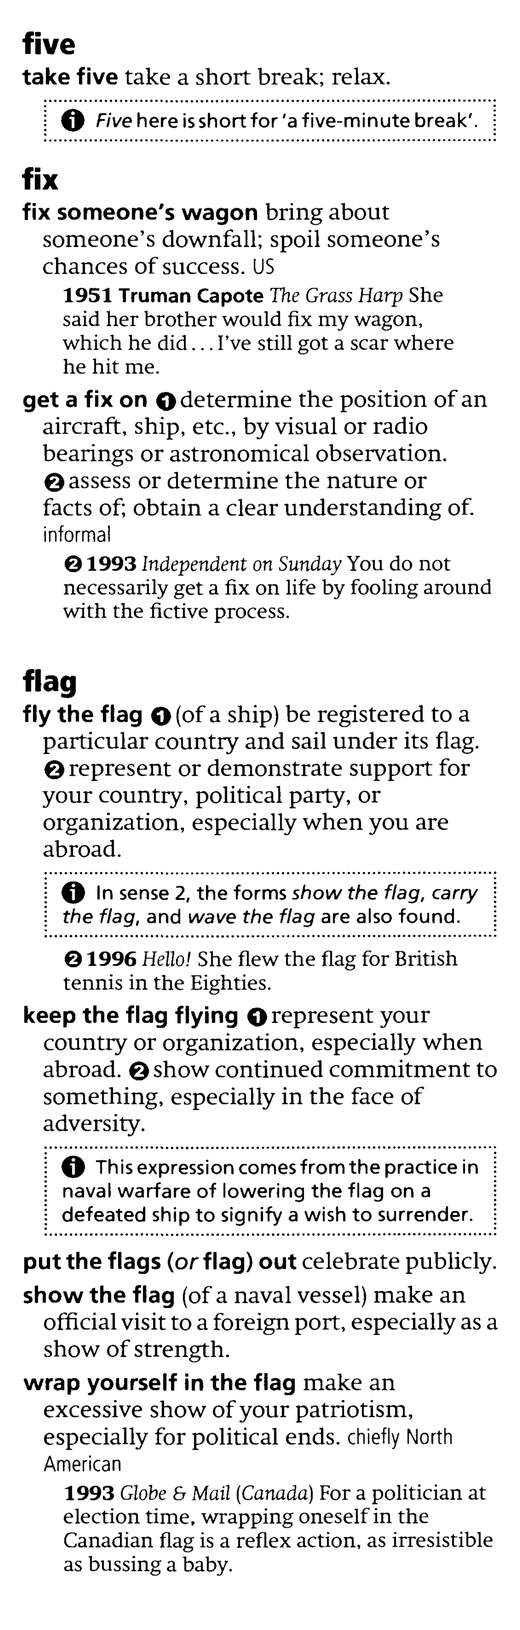 five
take five take a short break; relax.
ℹ Five here is short for ‘a five-minute break’.
fix
fix someone’s wagon bring about
someone’s downfall; spoil someone’s
chances of success. US
1951 Truman Capote The Grass Harp She
said her brother would fix my wagon,
which he did... I’ve still got a scar where
he hit me.
get a fix on ❶ determine the position of an
aircraft, ship, etc., by visual or radio
bearings or astronomical observation.
❷ assess or determine the nature or
facts of; obtain a clear understanding of.
informal
❷ 1993 Independent on Sunday You do not
necessarily get a fix on life by fooling around
with the fictive process.
flag
fly the flag ❶ (of a ship) be registered to a
particular country and sail under its flag.
❷ represent or demonstrate support for
your country, political party, or
organization, especially when you are
abroad.
ℹ In sense 2, the forms show the flag, carry
the flag, and wave the flag are also found.
❷ 1996 Hello! She flew the flag for British
tennis in the Eighties.
keep the flag flying ❶ represent your
country or organization, especially when
abroad. ❷ show continued commitment to
something, especially in the face of
adversity.
ℹ This expression comes from the practice in
naval warfare of lowering the flag on a
defeated ship to signify a wish to surrender.
put the flags (or flag) out celebrate publicly.
show the flag (of a naval vessel) make an
official visit to a foreign port, especially as a
show of strength.
wrap yourself in the flag make an
excessive show of your patriotism,
especially for political ends. chiefly North
American
1993 Globe & Mail (Canada) For a politician at
election time, wrapping oneself in the
Canadian flag is a reflex action, as irresistible
as bussing a baby.